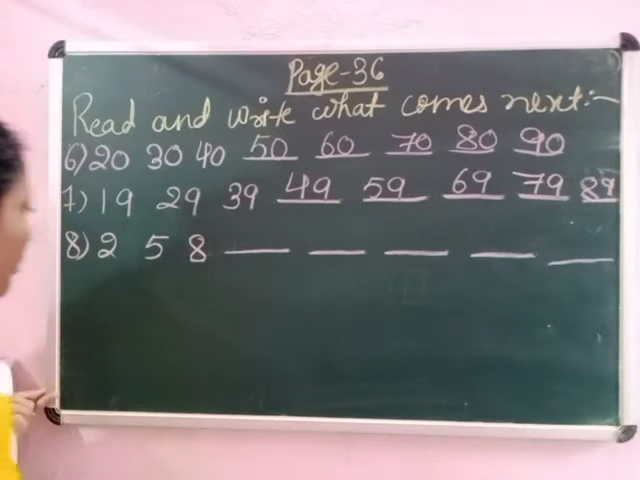 Page-36
Read and write what comes next:-
6) 20 30 40 50 60 70 80 90
7) 19 29 39 49 59 69 79 89
8) 2 5 8